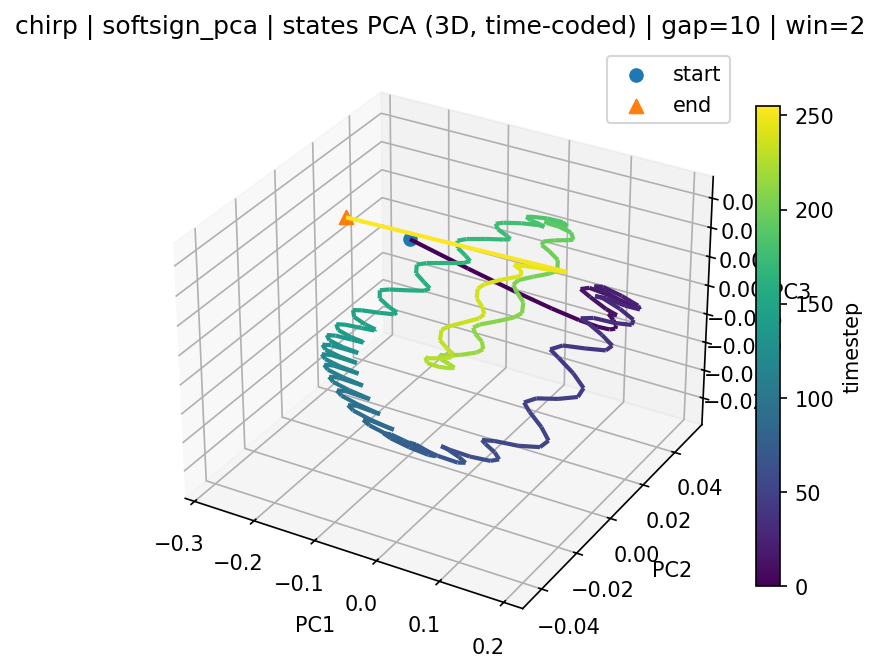 chirp | softsign_pca | states PCA (3D, time-coded) | gap=10 | win=2
start
end
250
200
150
100
50
0
timestep
PC3
−0.3
−0.2
−0.1
0.0
0.1
0.2
PC1
−0.04
−0.02
0.00
0.02
0.04
PC2